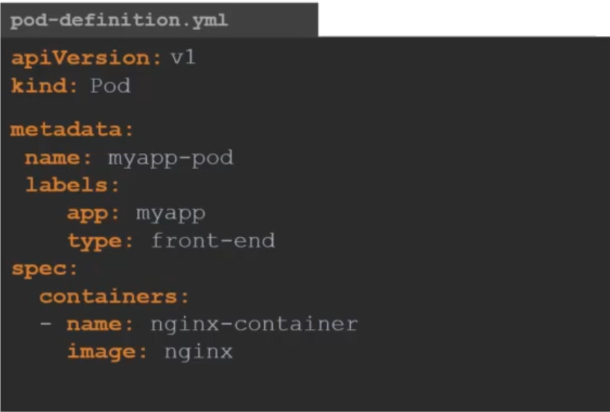 pod-definition.yml
apiVersion: v1
kind: Pod
metadata:
name: myapp-pod
labels:
app: myapp
type: front-end
spec:
containers:
- name: nginx-container
image: nginx